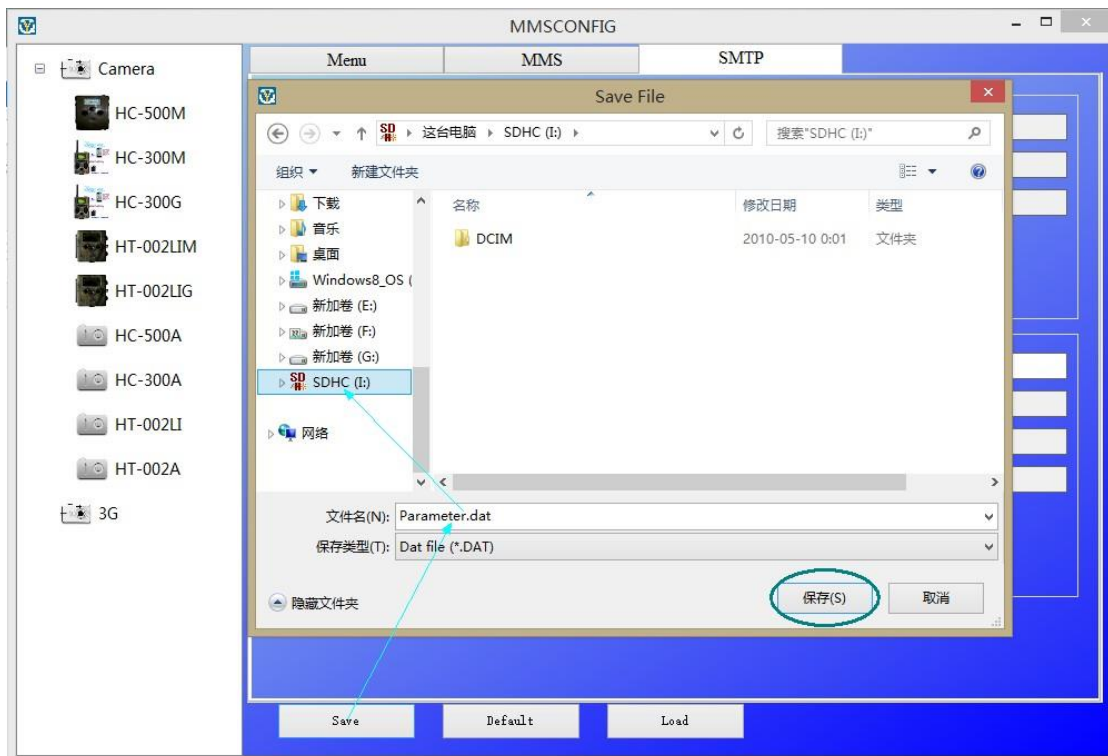 MMSCONFIG
Camera
HC-500M
HC-300M
HC-300G
HT-002LIM
HT-002LIG
HC-500A
HC-300A
HT-002LI
HT-002A
3G
Menu MMS SMTP
Save File
SD 这台电脑 SDHC (I:) 搜索"SDHC (I:)"
组织 新建文件夹
下载
音乐
桌面
Windows8_OS (
新加卷 (E:)
新加卷 (F:)
新加卷 (G:)
SD SDHC (I:)
网络
名称 修改日期 类型
DCIM 2010-05-10 0:01 文件夹
文件名(N): Parameter.dat
保存类型(T): Dat file (*.DAT)
隐藏文件夹 保存(S) 取消
Save Default Load